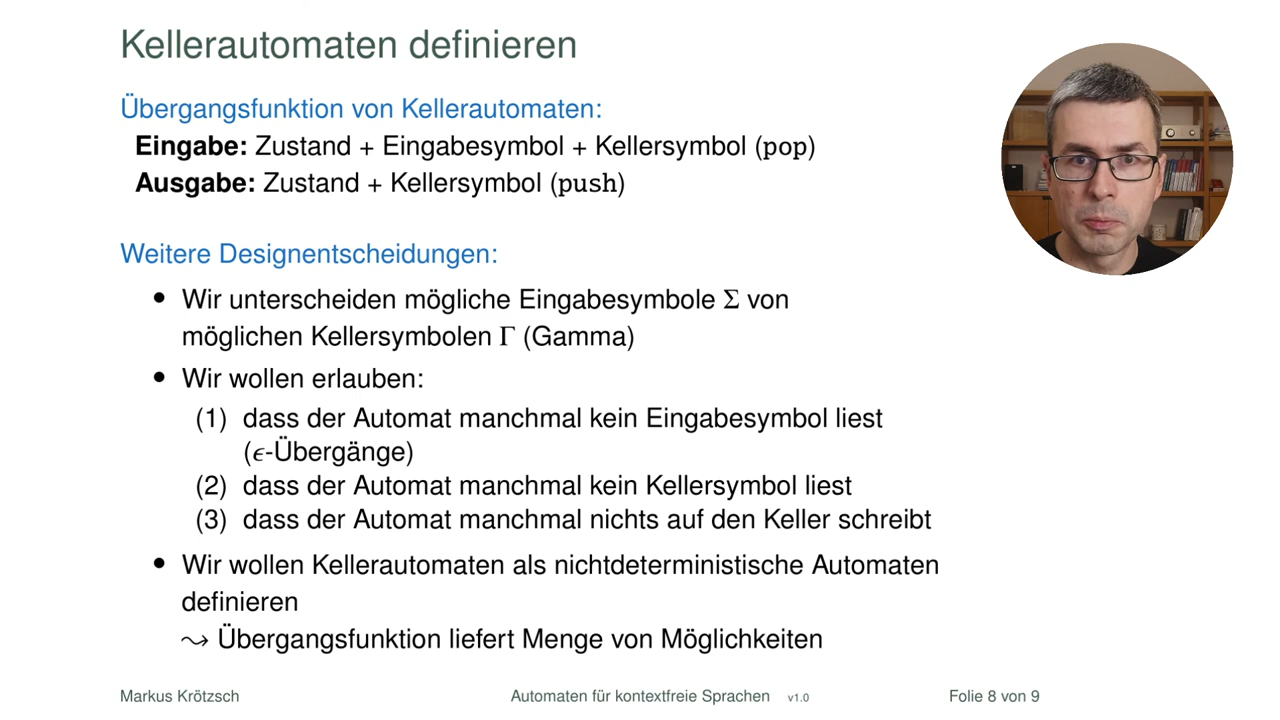 Kellerautomaten definieren
Übergangsfunktion von Kellerautomaten:
Eingabe: Zustand + Eingabesymbol + Kellersymbol (pop)
Ausgabe: Zustand + Kellersymbol (push)
Weitere Designentscheidungen:
• Wir unterscheiden mögliche Eingabesymbole Σ von
möglichen Kellersymbolen Γ (Gamma)
• Wir wollen erlauben:
(1) dass der Automat manchmal kein Eingabesymbol liest
(ϵ-Übergänge)
(2) dass der Automat manchmal kein Kellersymbol liest
(3) dass der Automat manchmal nichts auf den Keller schreibt
• Wir wollen Kellerautomaten als nichtdeterministische Automaten
definieren
⇝ Übergangsfunktion liefert Menge von Möglichkeiten
Markus Krötzsch Automaten für kontextfreie Sprachen v1.0 Folie 8 von 9